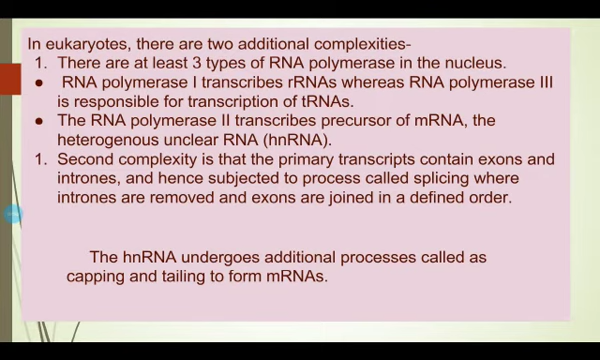 In eukaryotes, there are two additional complexities-
1. There are at least 3 types of RNA polymerase in the nucleus.
● RNA polymerase I transcribes rRNAs whereas RNA polymerase III
is responsible for transcription of tRNAs.
● The RNA polymerase II transcribes precursor of mRNA, the
heterogenous unclear RNA (hnRNA).
1. Second complexity is that the primary transcripts contain exons and
intrones, and hence subjected to process called splicing where
intrones are removed and exons are joined in a defined order.
The hnRNA undergoes additional processes called as
capping and tailing to form mRNAs.